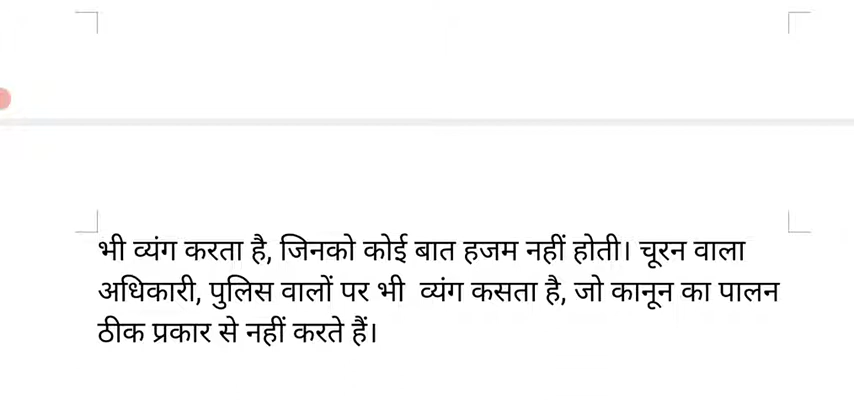 भी व्यंग करता है, जिनको कोई बात हजम नहीं होती। चूरन वाला
अधिकारी, पुलिस वालों पर भी  व्यंग कसता है, जो कानून का पालन
ठीक प्रकार से नहीं करते हैं।